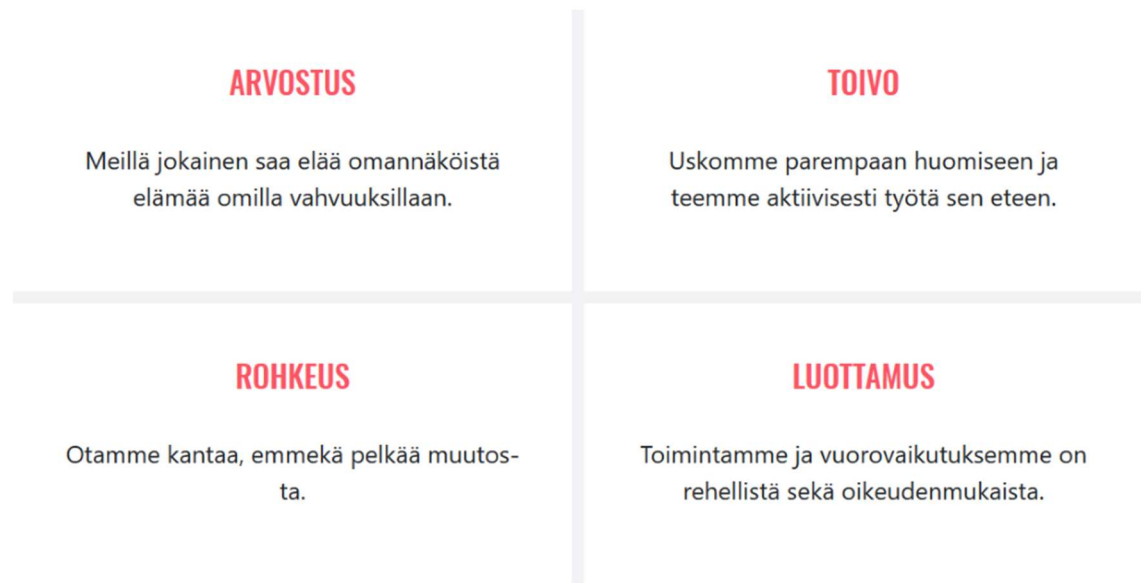 ARVOSTUS
Meillä jokainen saa elää omannäköistä
elämää omilla vahvuuksillaan.
TOIVO
Uskomme parempaan huomiseen ja
teemme aktiivisesti työtä sen eteen.
ROHKEUS
Otamme kantaa, emmekä pelkää muutos-
ta.
LUOTTAMUS
Toimintamme ja vuorovaikutuksemme on
rehellistä sekä oikeudenmukaista.